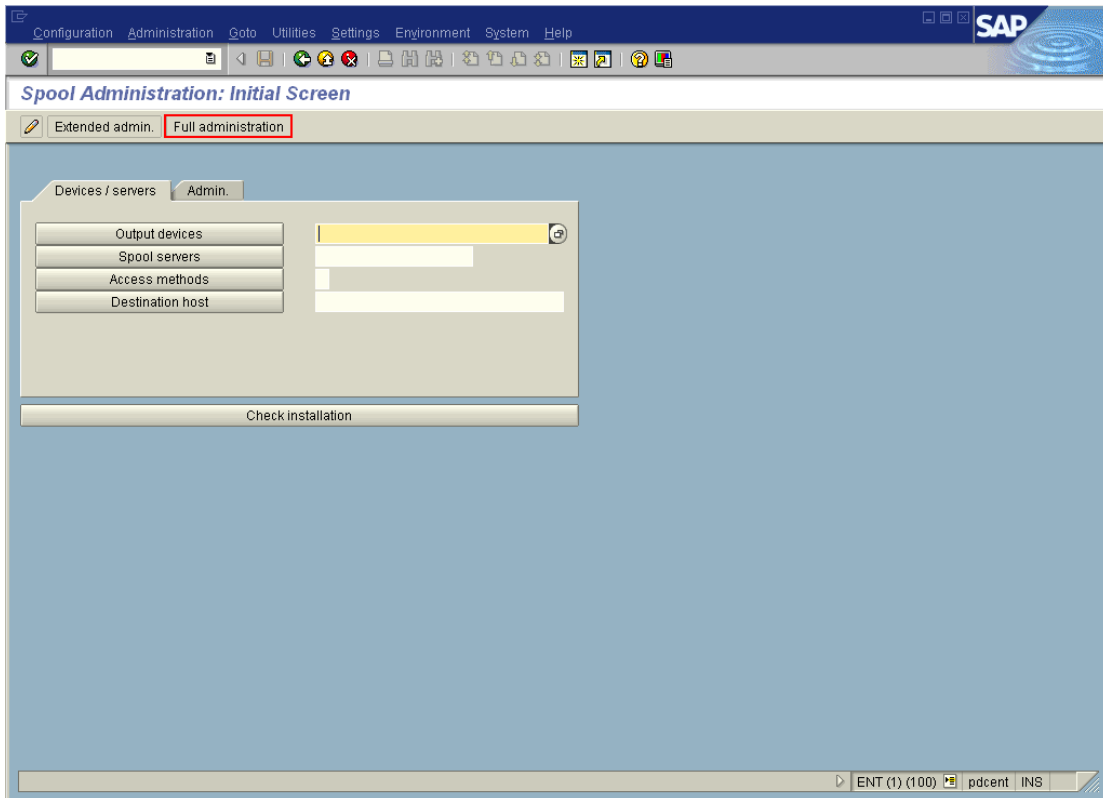 Configuration Administration Goto Utilities Settings Environment System Help
SAP
Spool Administration: Initial Screen
Extended admin. Full administration
Devices / servers Admin.
Output devices
Spool servers
Access methods
Destination host
Check installation
ENT (1) (100) pdcent INS